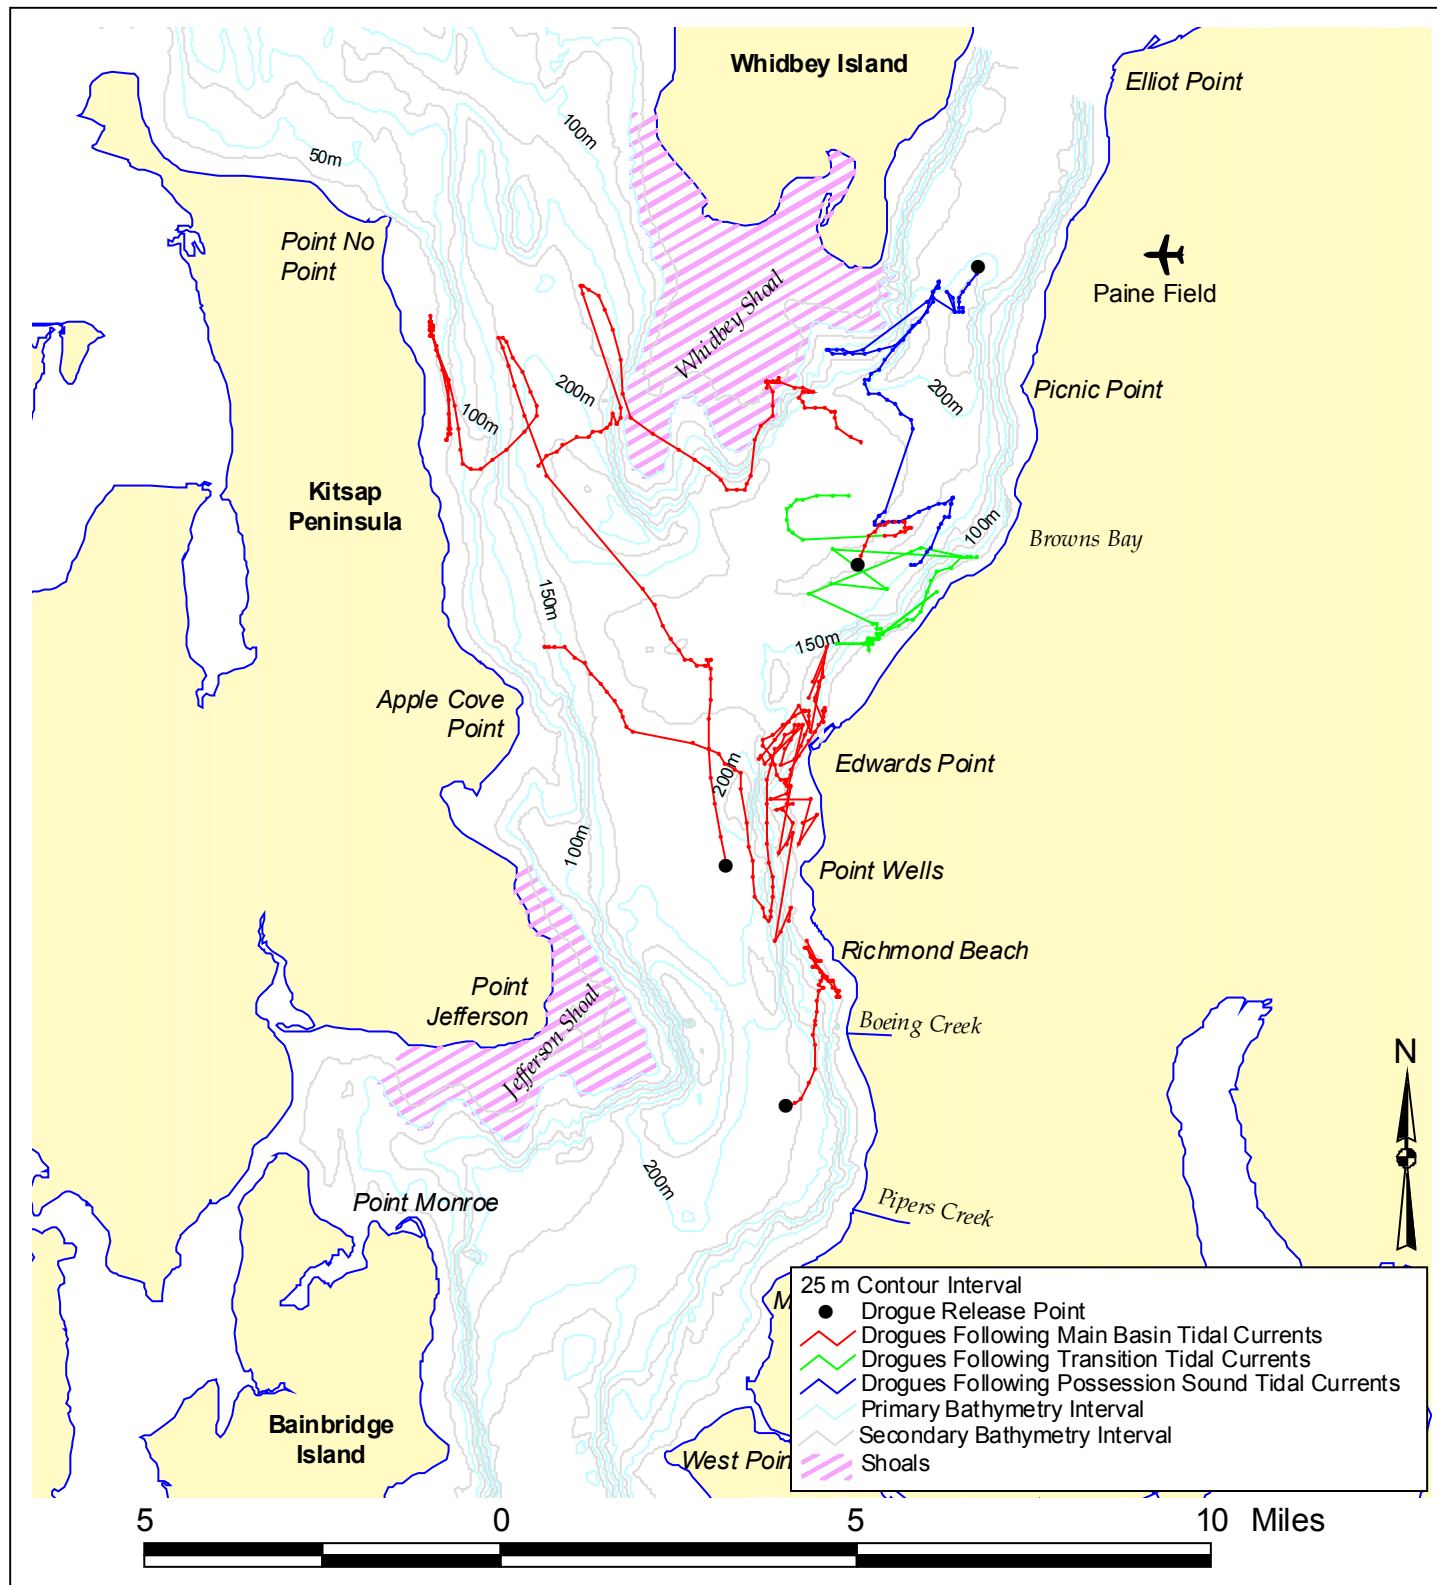 Whidbey Island
Elliot Point
100m
50m
Point No
Point
Paine Field
Whidbey Shoal
200m
200m
Picnic Point
100m
Kitsap
Peninsula
100m
Browns Bay
150m
150m
Apple Cove
Point
Edwards Point
200m
100m
Point Wells
Richmond Beach
Point
Jefferson
Jefferson Shoal
Boeing Creek
N
200m
Point Monroe
Pipers Creek
25 m Contour Interval
M
Drogue Release Point
Drogues Following Main Basin Tidal Currents
Drogues Following Transition Tidal Currents
Drogues Following Possession Sound Tidal Currents
Primary Bathymetry Interval
Secondary Bathymetry Interval
Shoals
Bainbridge
Island
West Poin
5 0 5 10 Miles